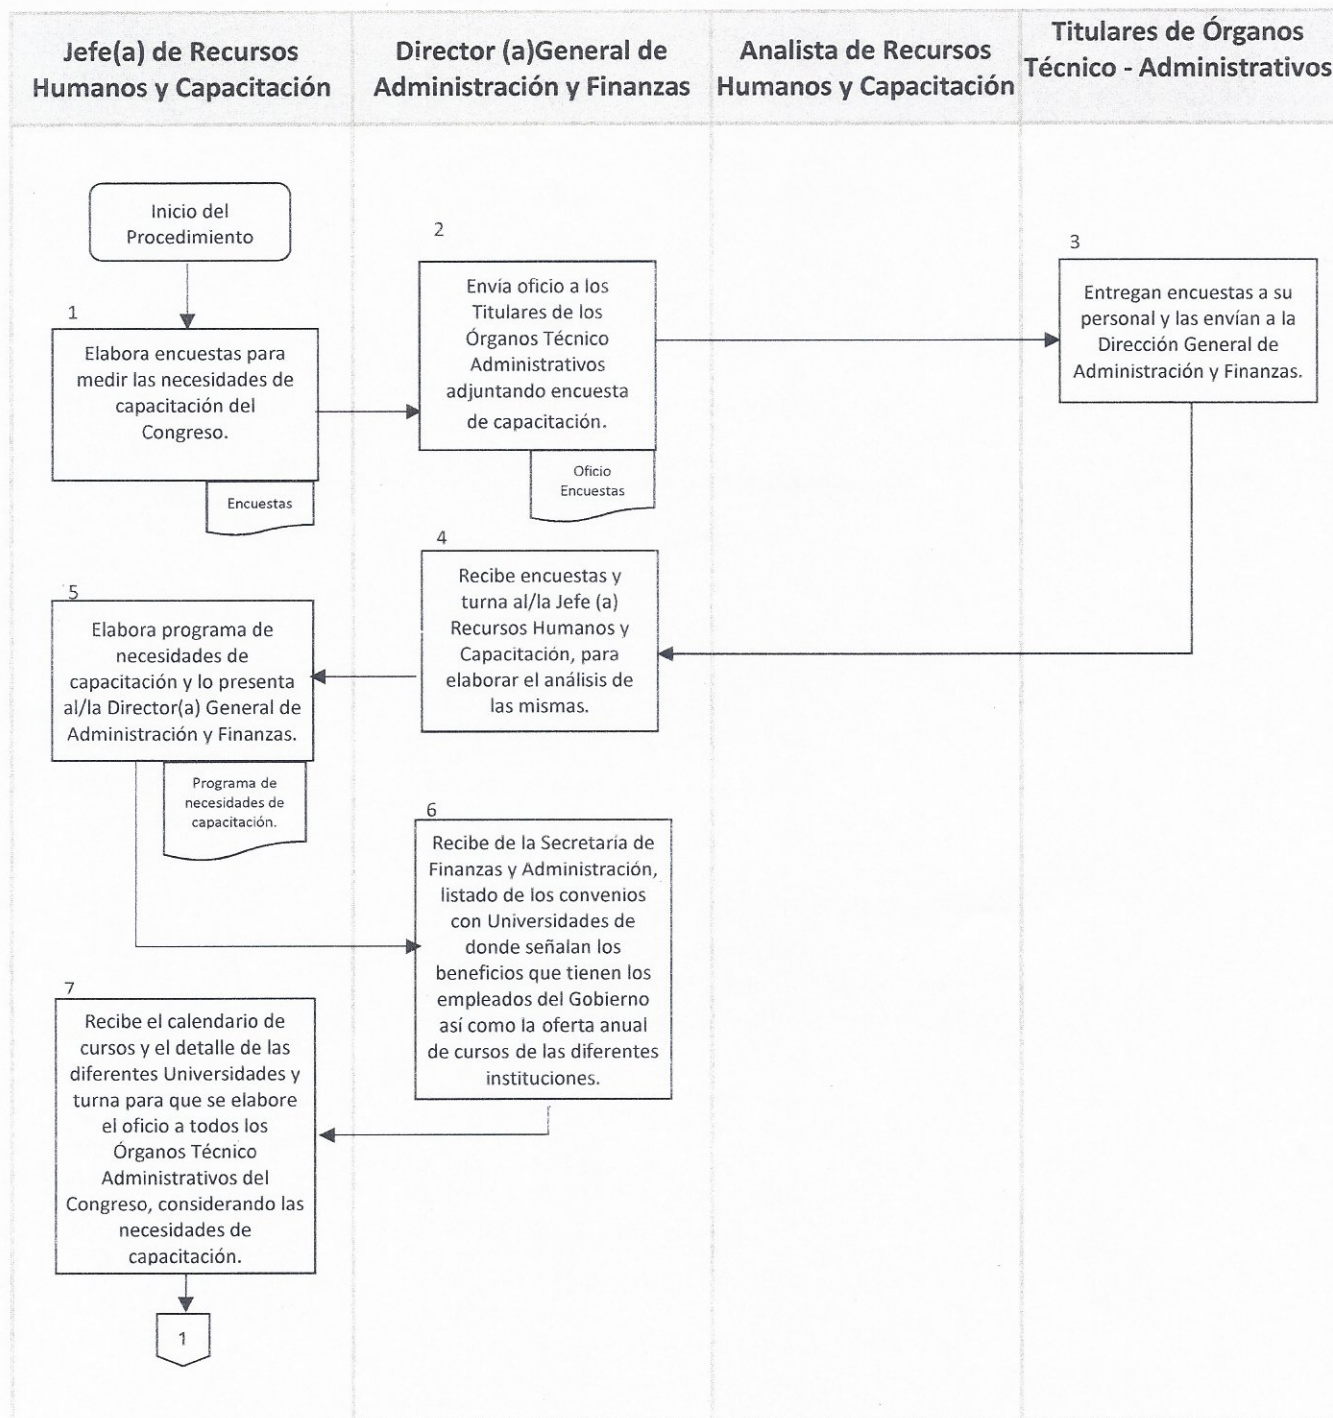 Jefe(a) de Recursos
Humanos y Capacitación
Director (a)General de
Administración y Finanzas
Analista de Recursos
Humanos y Capacitación
Titulares de Órganos
Técnico - Administrativos
Inicio del
Procedimiento
1
Elabora encuestas para
medir las necesidades de
capacitación del
Congreso.
Encuestas
2
Envía oficio a los
Titulares de los
Órganos Técnico
Administrativos
adjuntando encuesta
de capacitación.
Oficio
Encuestas
3
Entregan encuestas a su
personal y las envían a la
Dirección General de
Administración y Finanzas.
4
Recibe encuestas y
turna al/la Jefe (a)
Recursos Humanos y
Capacitación, para
elaborar el análisis de
las mismas.
5
Elabora programa de
necesidades de
capacitación y lo presenta
al/la Director(a) General de
Administración y Finanzas.
Programa de
necesidades de
capacitación.
6
Recibe de la Secretaría de
Finanzas y Administración,
listado de los convenios
con Universidades de
donde señalan los
beneficios que tienen los
empleados del Gobierno
así como la oferta anual
de cursos de las diferentes
instituciones.
7
Recibe el calendario de
cursos y el detalle de las
diferentes Universidades y
turna para que se elabore
el oficio a todos los
Órganos Técnico
Administrativos del
Congreso, considerando las
necesidades de
capacitación.
1